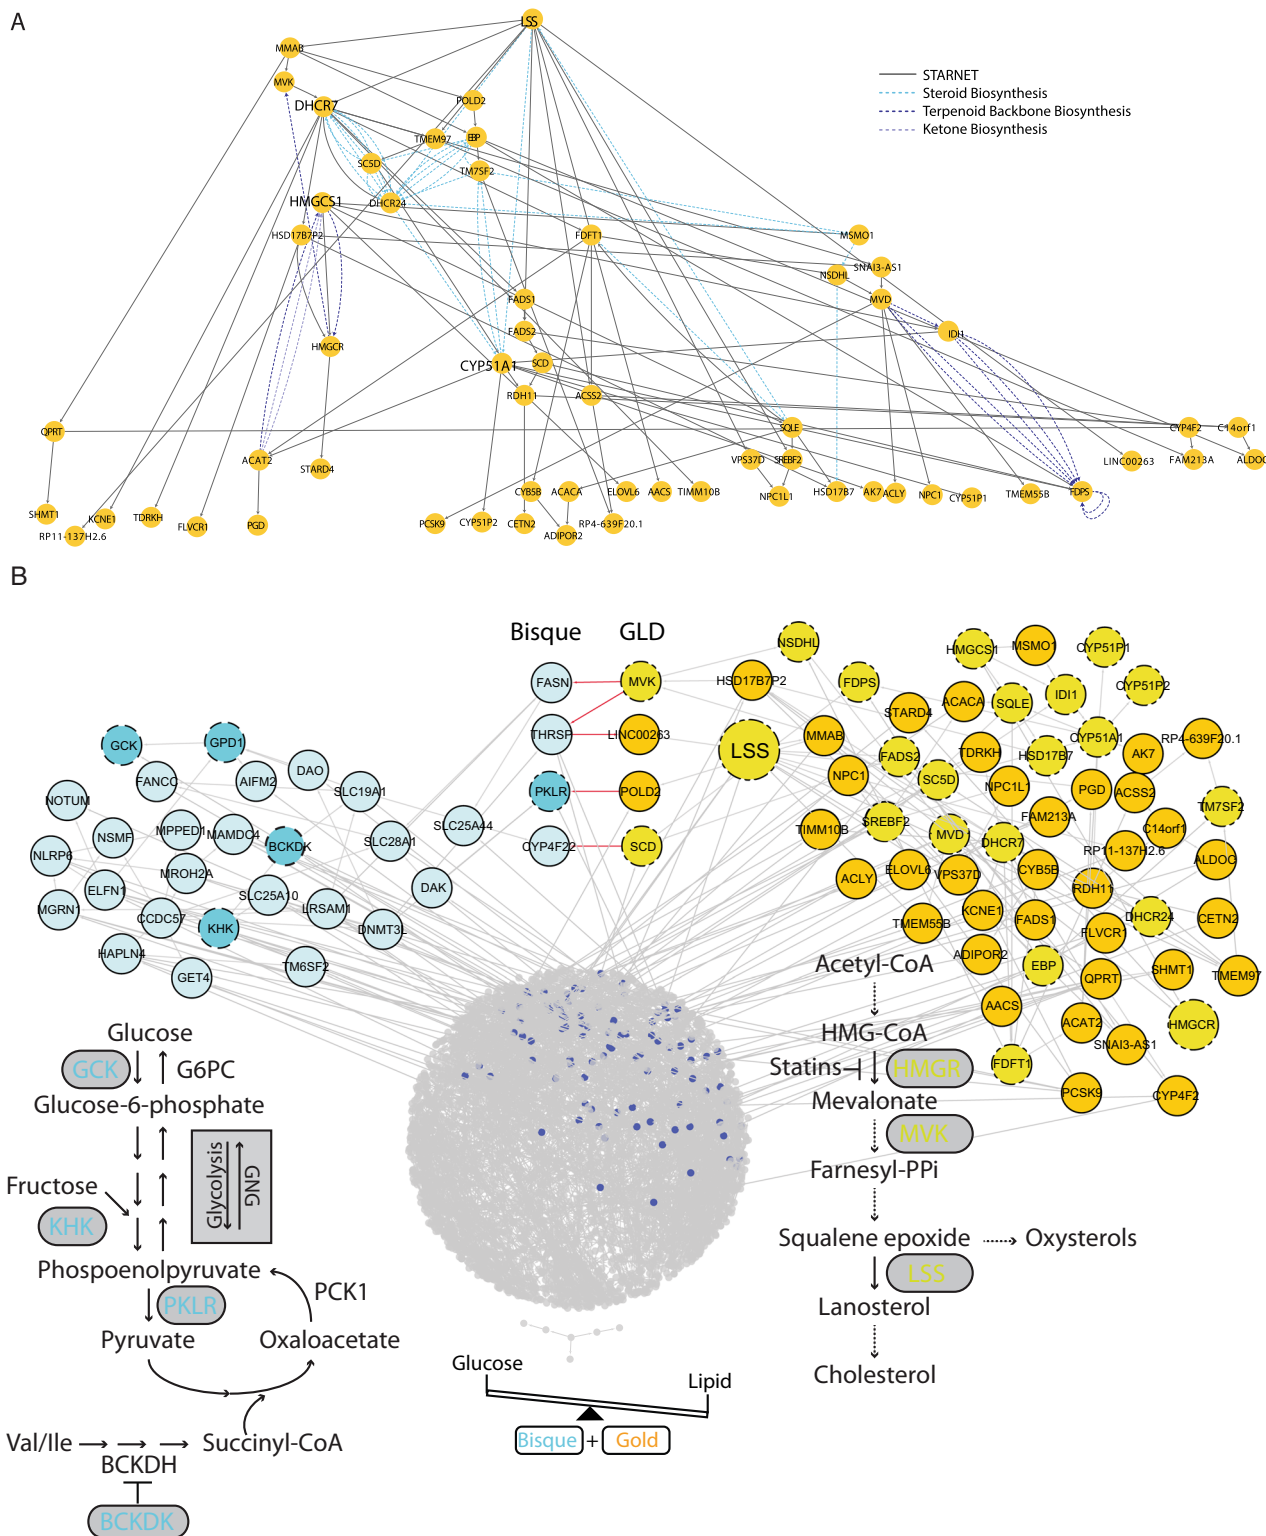 A
LSS
MMAB
STARNET
MVK
Steroid Biosynthesis
DHCR7
POLD2
Terpenoid Backbone Biosynthesis
Ketone Biosynthesis
TMEM97
EBP
SC5D
TM7SF2
HMGCS1
DHCR24
HSD17B7P2
FDFT1
MSMO1
NSDHL
SNAI3-AS1
FADS1
MVD
FADS2
IDI1
HMGCR
CYP51A1
SCD
RDH11
ACSS2
QPRT
SQLE
CYP4F2
C14orf1
ACAT2
STARD4
VPS37D
SREBF2
LINC00263
FAM213A
ALDOC
CYB5B
ACACA
ELOVL6
AACS
TIMM10B
NPC1L1
HSD17B7
AK7
ACLY
NPC1
CYP51P1
TMEM55B
FDPS
SHMT1
RP11-137H2.6
KCNE1
TDRKH
FLVCR1
PGD
PCSK9
CYP51P2
CETN2
ADIPOR2
RP4-639F20.1
B
Bisque
GLD
FASN
MVK
THRSP
LINC00263
PKLR
POLD2
CYP4F22
SCD
GCK
GPD1
FANCC
AIFM2
DAO
SLC19A1
NOTUM
NSMF
MPPED1
MAMDC4
BCKDK
SLC28A1
SLC25A44
NLRP6
MROH2A
ELFN1
SLC25A10
LRSAM1
DAK
MGRN1
CCDC57
KHK
DNMT3L
HAPLN4
GET4
TM6SF2
NSDHL
HSD17B7P2
FDPS
HMGCS1
MSMO1
CYP51P1
CYP51P2
STARD4
ACACA
SQLE
IDI1
LSS
MMAB
FADS2
TDRKH
HSD17B7
CYP51A1
RP4-639F20.1
AK7
NPC1
SC5D
NPC1L1
PGD
ACSS2
TM7SF2
TIMM10B
SREBF2
MVD
DHCR7
FAM213A
C14orf1
RP11-137H2.6
ALDOC
ACLY
ELOVL6
VPS37D
CYB5B
RDH11
TMEM55B
KCNE1
FADS1
FLVCR1
DHCR24
CETN2
ADIPOR2
EBP
QPRT
SHMT1
TMEM97
AACS
ACAT2
SNAI3-AS1
HMGCR
FDFT1
PCSK9
CYP4F2
Glucose
GCK
G6PC
Glucose-6-phosphate
Glycolysis
GNG
Fructose
KHK
Phospoenolpyruvate
PKLR
PCK1
Pyruvate
Oxaloacetate
Val/Ile
Succinyl-CoA
BCKDH
BCKDK
Acetyl-CoA
HMG-CoA
Statins
HMGR
Mevalonate
MVK
Farnesyl-PPi
Squalene epoxide
Oxysterols
LSS
Lanosterol
Cholesterol
Glucose
Lipid
Bisque + Gold